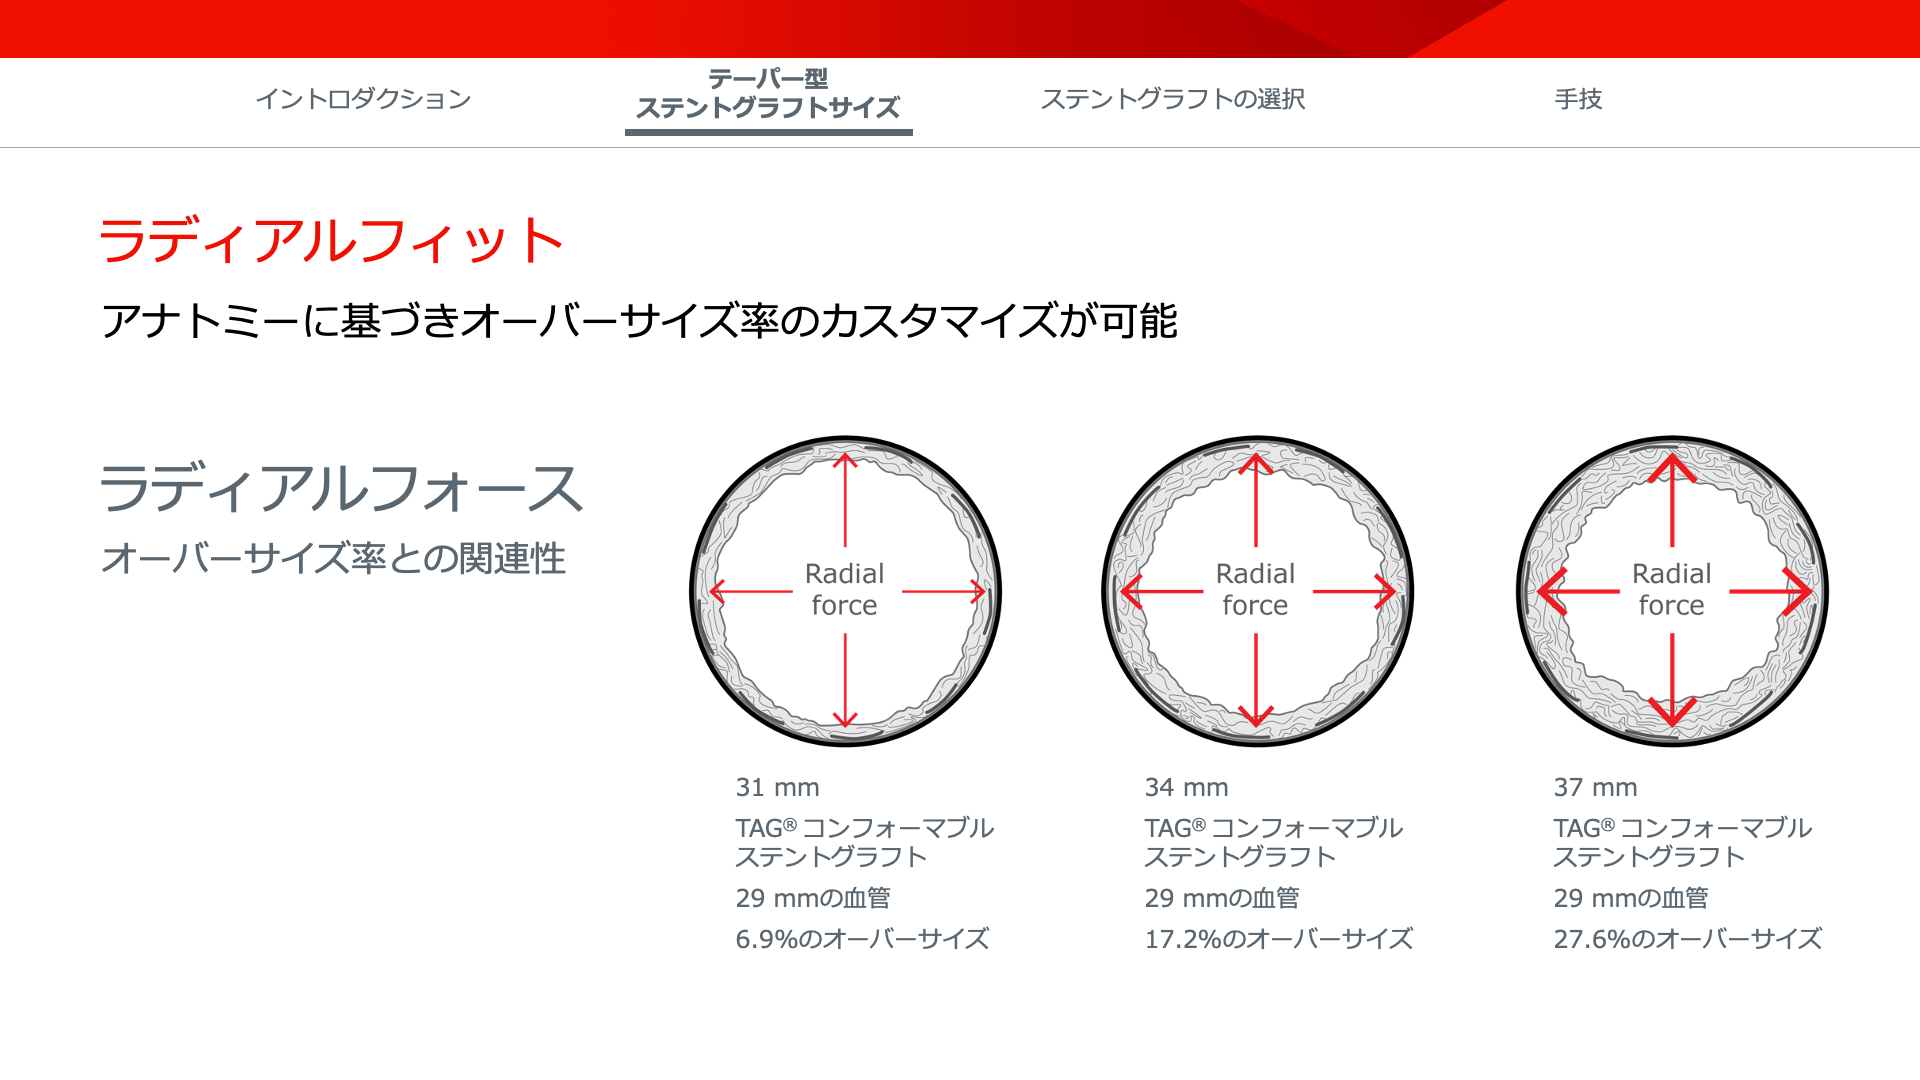 イントロダクション
テーパー型
ステントグラフトサイズ
ステントグラフトの選択
手技
ラディアルフィット
アナトミーに基づきオーバーサイズ率のカスタマイズが可能
ラディアルフォース
オーバーサイズ率との関連性
Radial
force
31 mm
TAG® コンフォーマブル
ステントグラフト
29 mmの血管
6.9%のオーバーサイズ
Radial
force
34 mm
TAG® コンフォーマブル
ステントグラフト
29 mmの血管
17.2%のオーバーサイズ
Radial
force
37 mm
TAG® コンフォーマブル
ステントグラフト
29 mmの血管
27.6%のオーバーサイズ